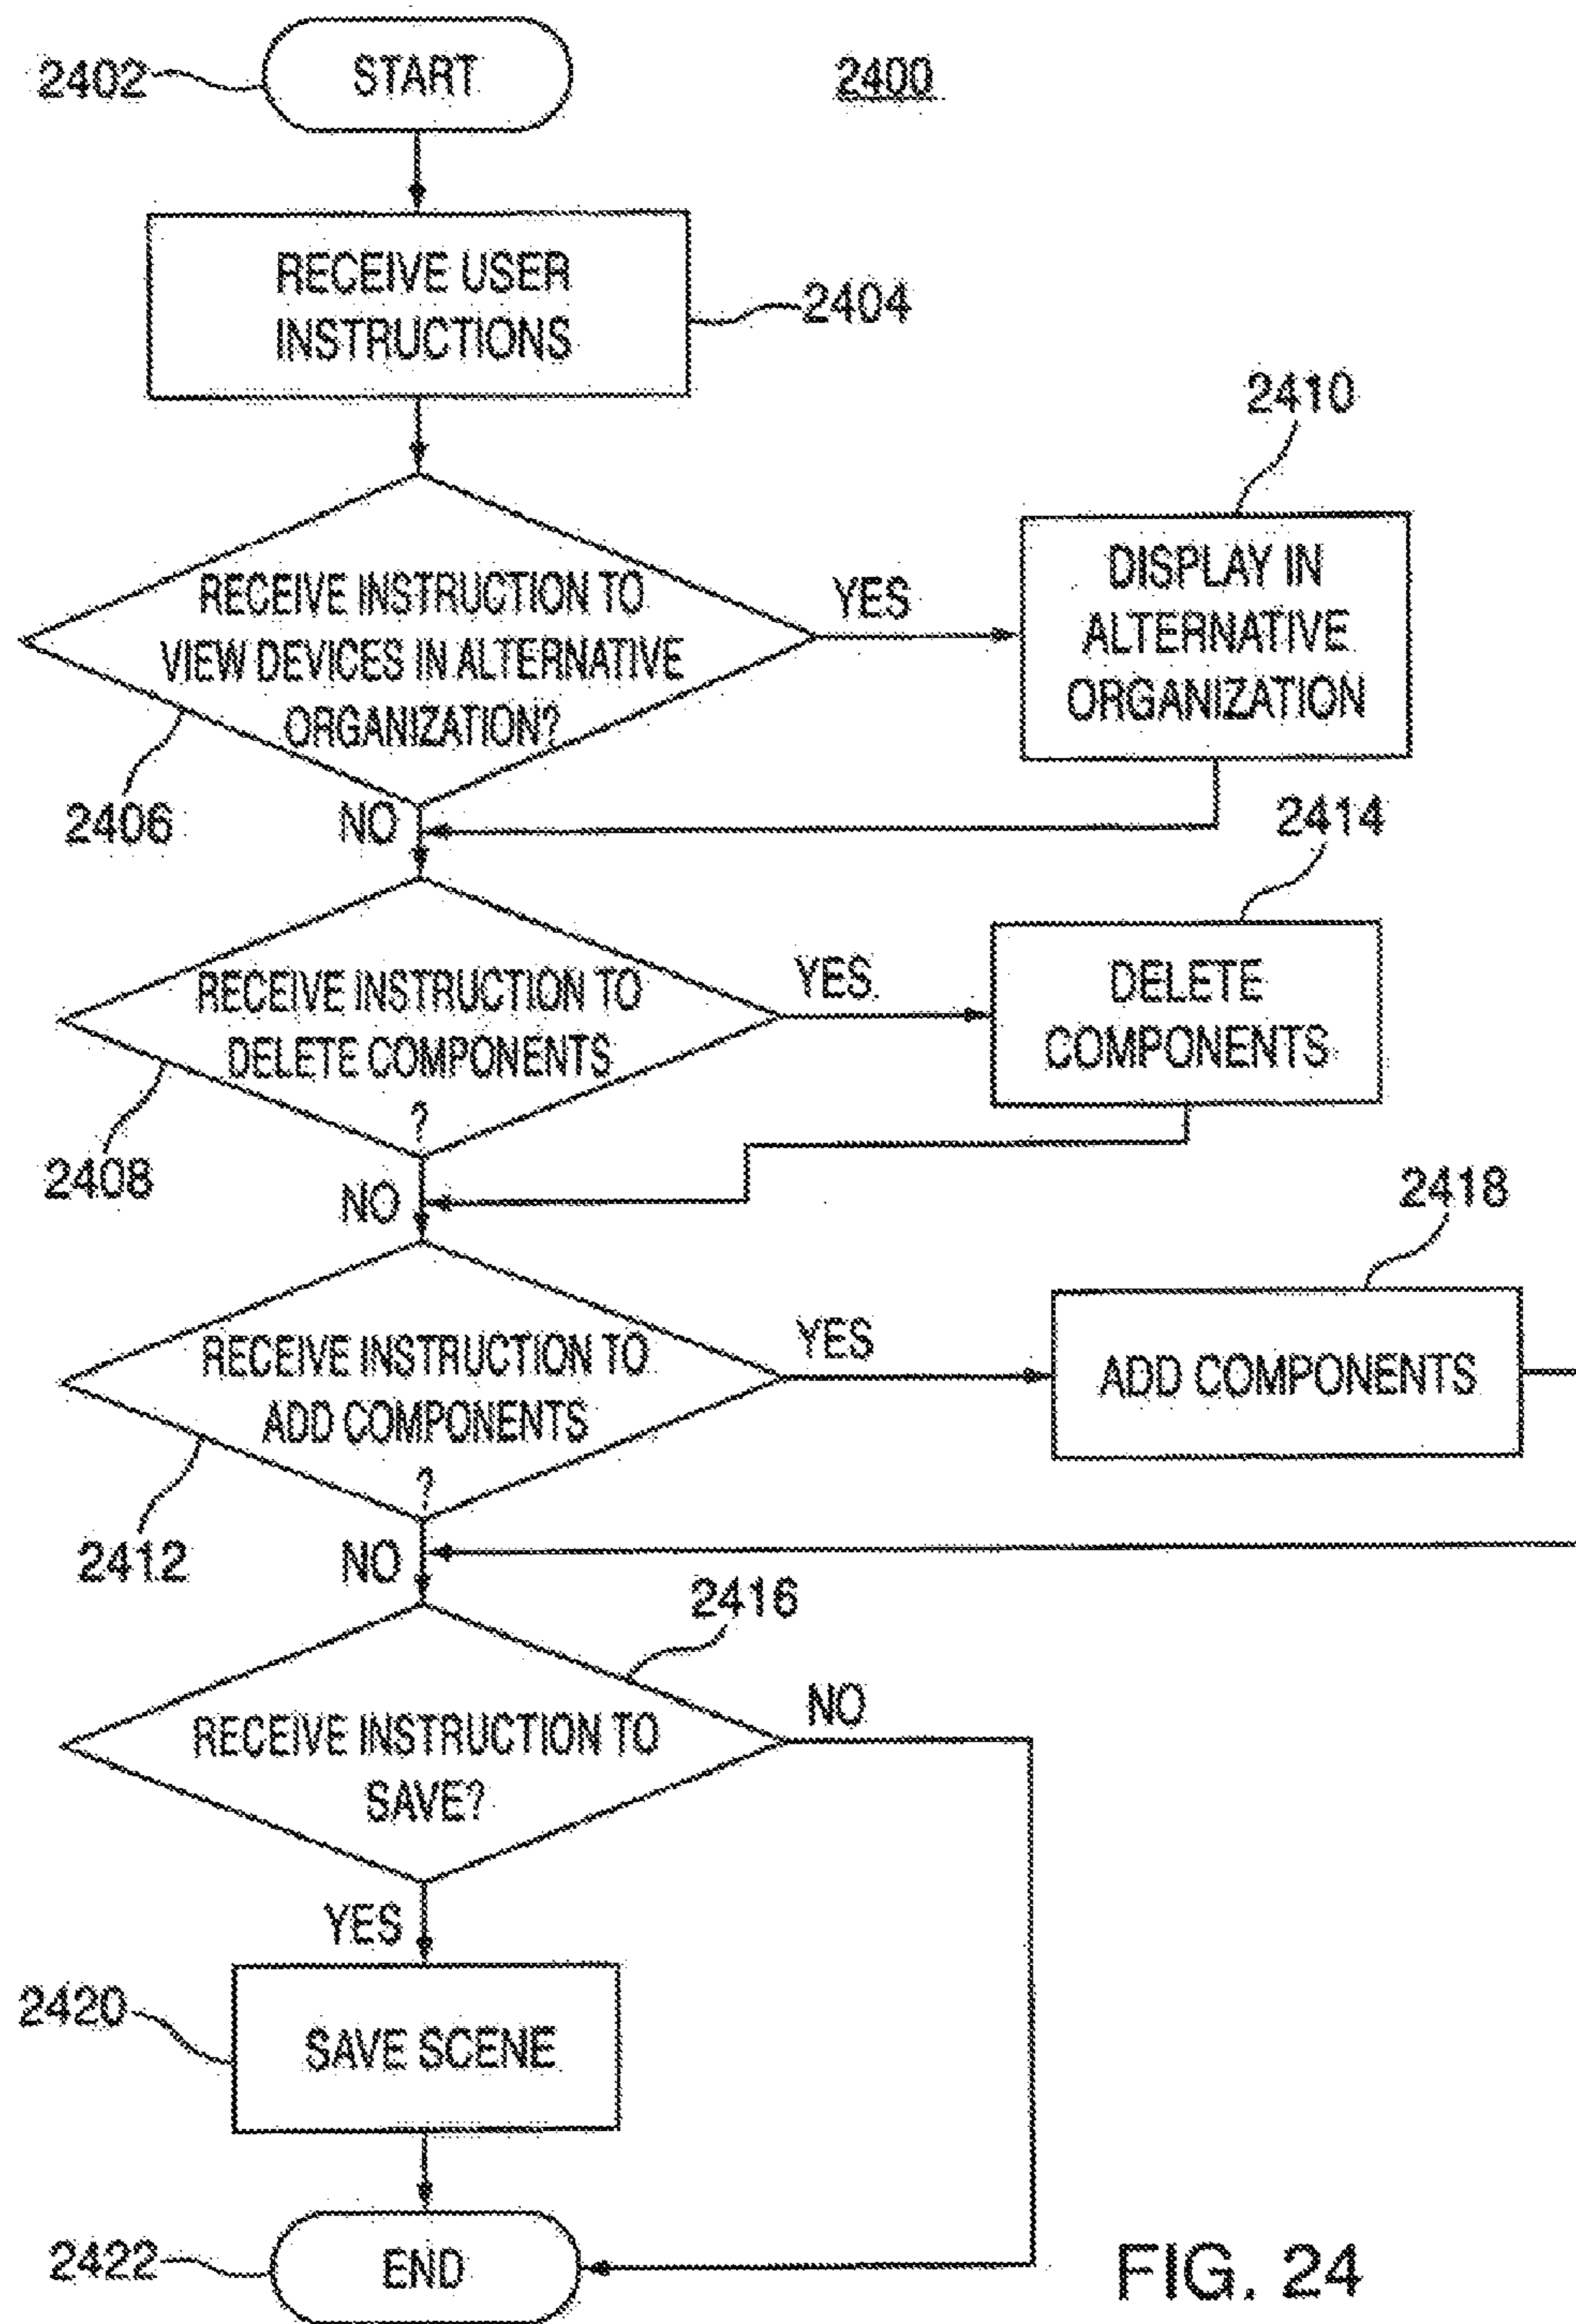 2402
START
2400
RECEIVE USER
INSTRUCTIONS
2404
2410
RECEIVE INSTRUCTION TO
VIEW DEVICES IN ALTERNATIVE
ORGANIZATION?
YES
DISPLAY IN
ALTERNATIVE
ORGANIZATION
2406
NO
2414
RECEIVE INSTRUCTION TO
DELETE COMPONENTS
?
YES
DELETE
COMPONENTS
2408
NO
2418
RECEIVE INSTRUCTION TO
ADD COMPONENTS
?
YES
ADD COMPONENTS
2412
NO
2416
RECEIVE INSTRUCTION TO
SAVE?
NO
YES
2420
SAVE SCENE
2422
END
FIG. 24